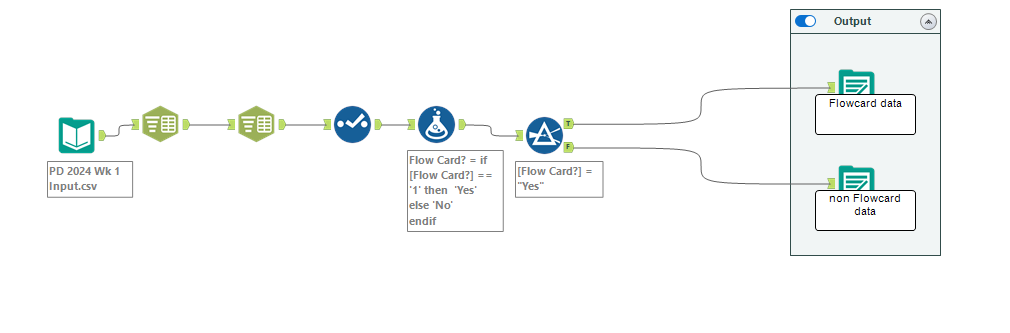 Output
Flowcard data
T
F
PD 2024 Wk 1
Input.csv
Flow Card? = if
[Flow Card?] ==
'1' then  'Yes'
else 'No'
endif
[Flow Card?] =
"Yes"
non Flowcard
data